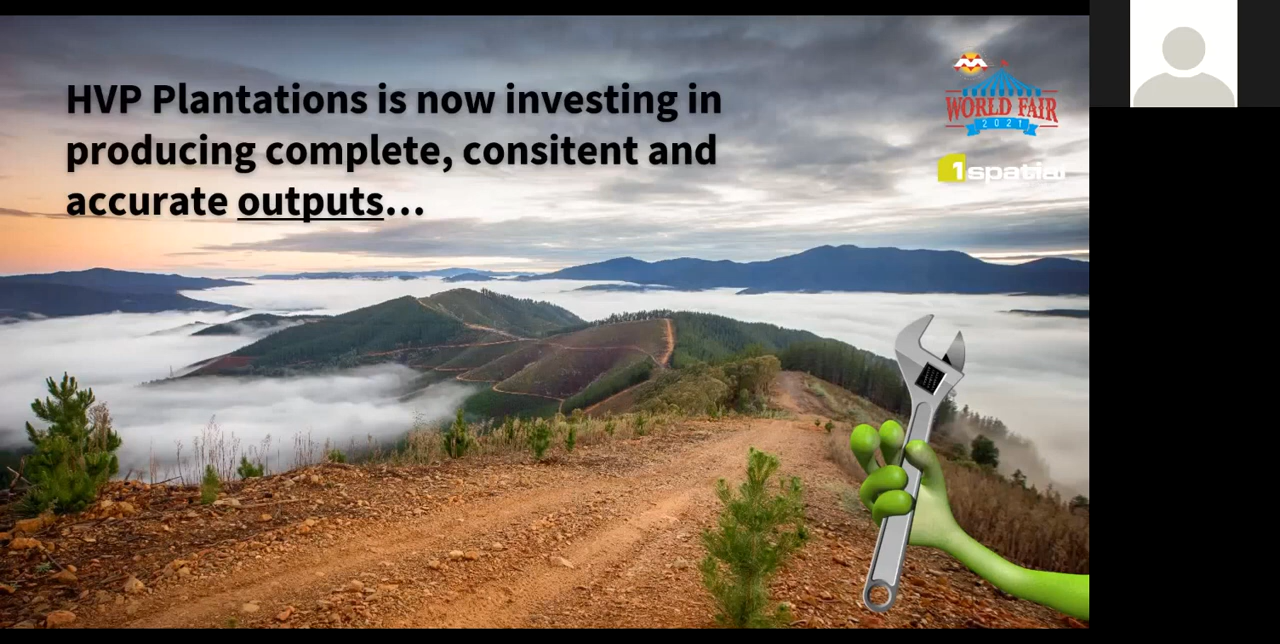 HVP Plantations is now investing in
producing complete, consitent and
accurate outputs...
WORLD FAIR
2021
1spatial